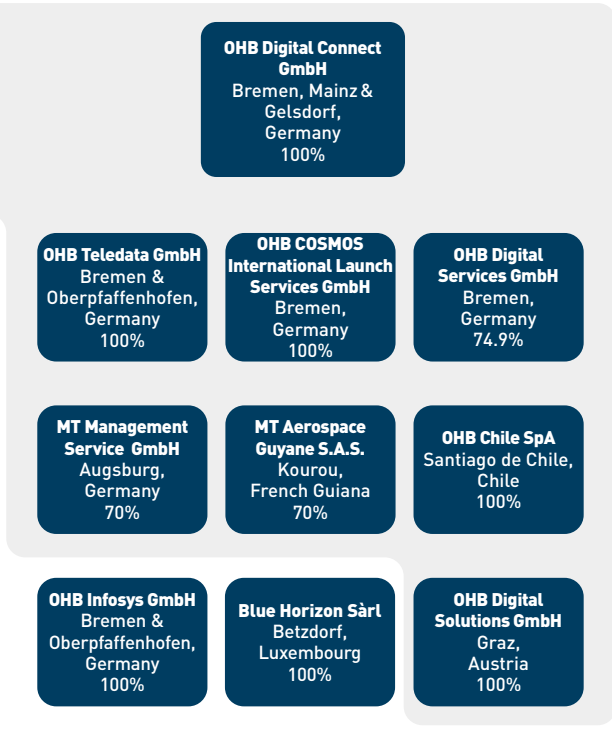 OHB Digital Connect
GmbH
Bremen, Mainz &
Gelsdorf,
Germany
100%
OHB Teledata GmbH
Bremen &
Oberpfaffenhofen,
Germany
100%
OHB COSMOS
International Launch
Services GmbH
Bremen,
Germany
100%
OHB Digital
Services GmbH
Bremen,
Germany
74.9%
MT Management
Service GmbH
Augsburg,
Germany
70%
MT Aerospace
Guyane S.A.S.
Kourou,
French Guiana
70%
OHB Chile SpA
Santiago de Chile,
Chile
100%
OHB Infosys GmbH
Bremen &
Oberpfaffenhofen,
Germany
100%
Blue Horizon Sàrl
Betzdorf,
Luxembourg
100%
OHB Digital
Solutions GmbH
Graz,
Austria
100%